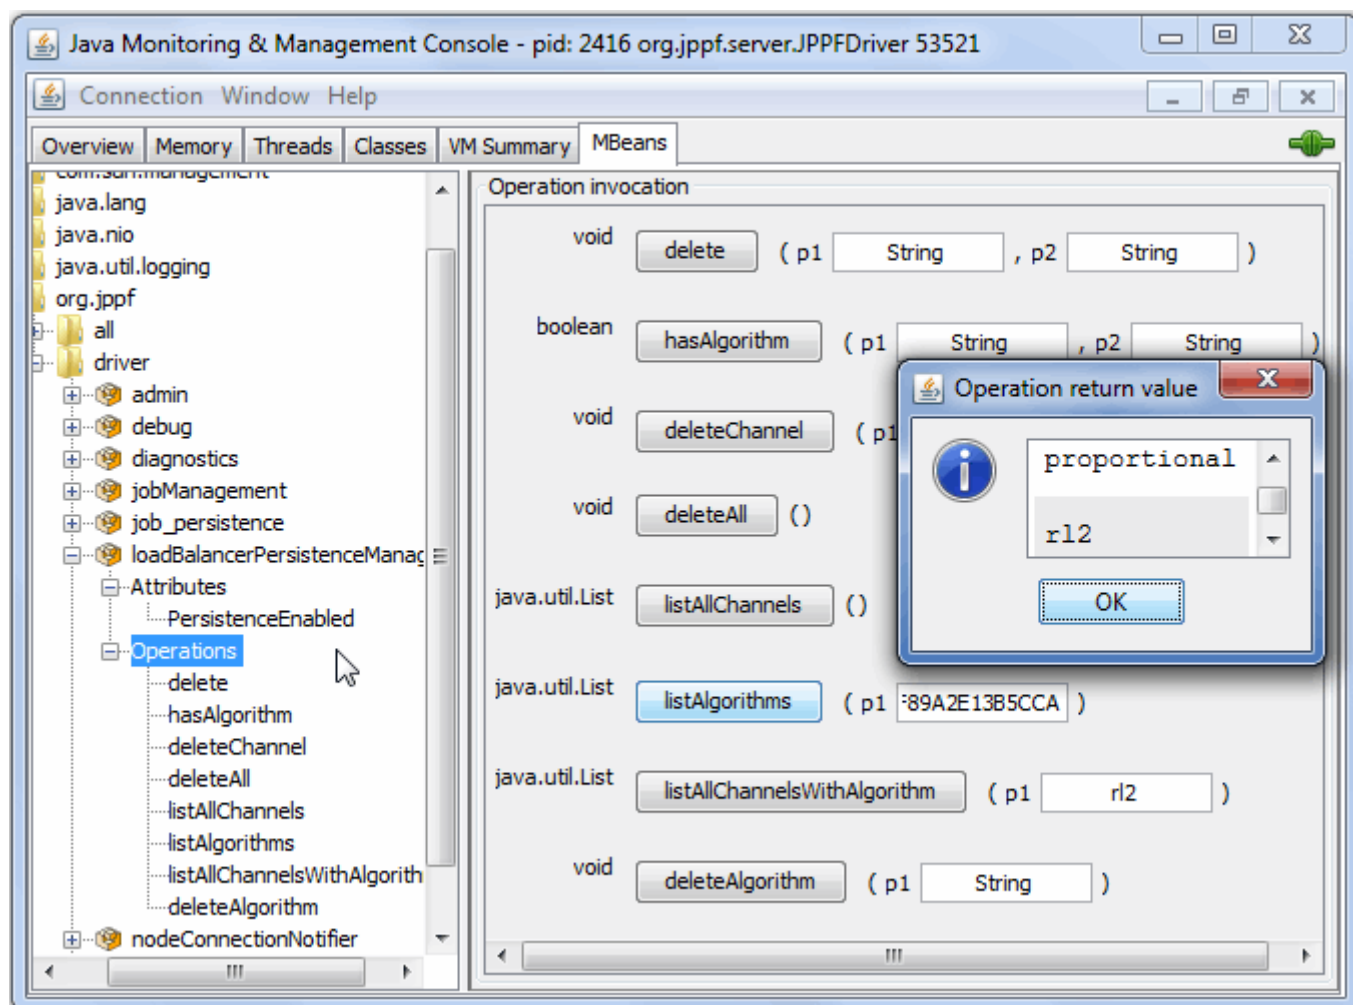 Java Monitoring & Management Console - pid: 2416 org.jppf.server.JPPFDriver 53521
Connection Window Help
Overview Memory Threads Classes VM Summary MBeans
com.sun.management
java.lang
java.nio
java.util.logging
org.jppf
all
driver
admin
debug
diagnostics
jobManagement
job_persistence
loadBalancerPersistenceManag
Attributes
PersistenceEnabled
Operations
delete
hasAlgorithm
deleteChannel
deleteAll
listAllChannels
listAlgorithms
listAllChannelsWithAlgorith
deleteAlgorithm
nodeConnectionNotifier
Operation invocation
void delete ( p1 String , p2 String )
boolean hasAlgorithm ( p1 String , p2 String )
void deleteChannel ( p1
void deleteAll ()
java.util.List listAllChannels ()
java.util.List listAlgorithms ( p1 F89A2E13B5CCA )
java.util.List listAllChannelsWithAlgorithm ( p1 rl2 )
void deleteAlgorithm ( p1 String )
Operation return value
proportional
rl2
OK